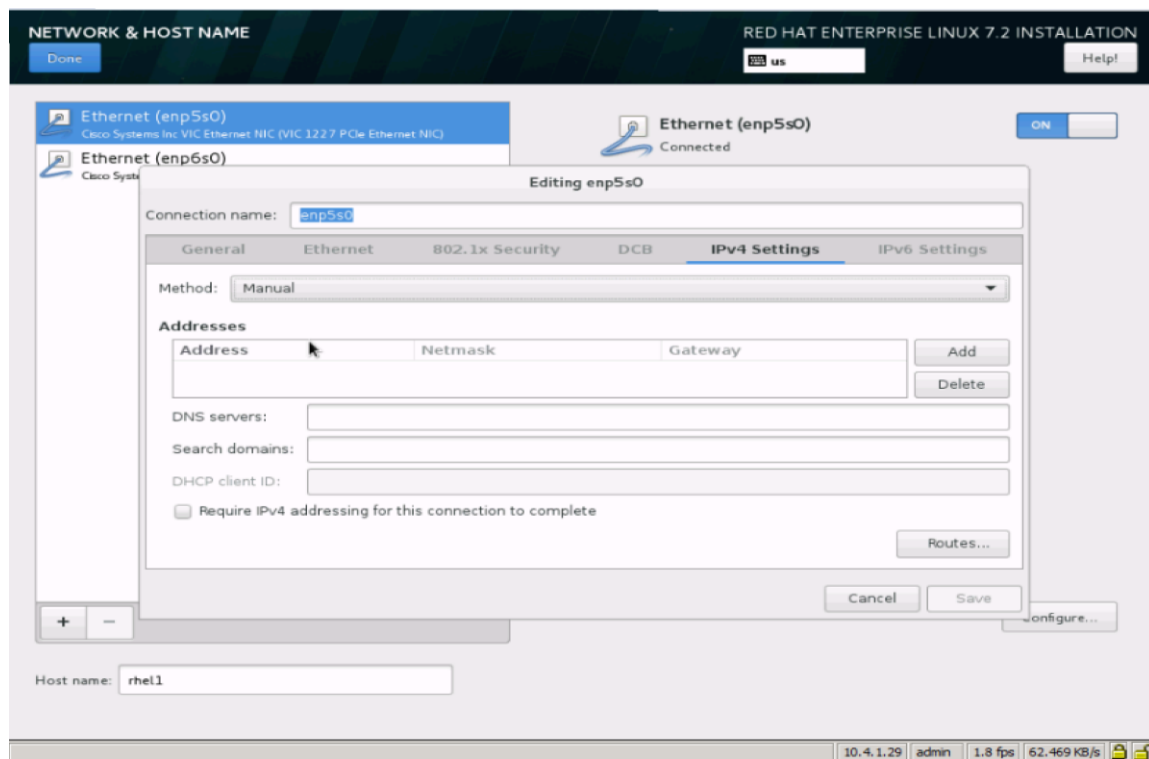 NETWORK & HOST NAME
RED HAT ENTERPRISE LINUX 7.2 INSTALLATION
Done
us
Help!
Ethernet (enp5s0)
Cisco Systems Inc VIC Ethernet NIC (VIC 1227 PCIe Ethernet NIC)
Ethernet (enp5s0)
Connected
ON
Ethernet (enp6s0)
Cisco Syste
Editing enp5s0
Connection name: enp5s0
General Ethernet 802.1x Security DCB IPv4 Settings IPv6 Settings
Method: Manual
Addresses
Address Netmask Gateway
Add
Delete
DNS servers:
Search domains:
DHCP client ID:
Require IPv4 addressing for this connection to complete
Routes...
Cancel Save
+ −
onfigure...
Host name: rhel1
10.4.1.29 admin 1.8 fps 62.469 KB/s